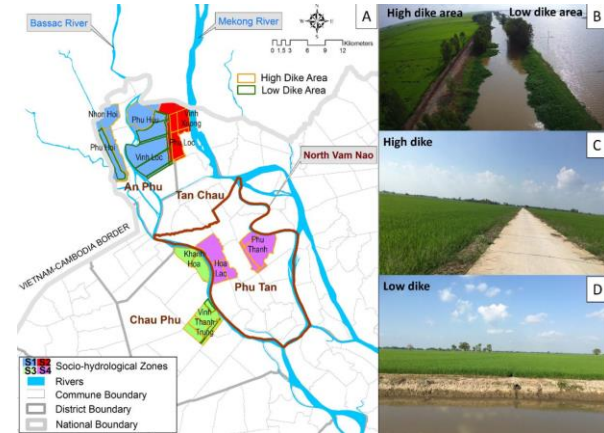 Bassac River
Mekong River
A
0 1.5 3 6 9 12
Kilometers
High Dike Area
Low Dike Area
Nhon Hoi
Phu Huu
Vinh
Phu Hoi
Vinh Loc
Phu Loc
North Vam Nao
An Phu
Tan Chau
VIETNAM-CAMBODIA BORDER
Khanh
Hoa
Hoa
Lac
Phu
Thanh
Phu Tan
Chau Phu
Vinh
Thanh
Trung
S1 S2
S3 S4
Socio-hydrological Zones
Rivers
Commune Boundary
District Boundary
National Boundary
High dike area
Low dike area
B
High dike
C
Low dike
D